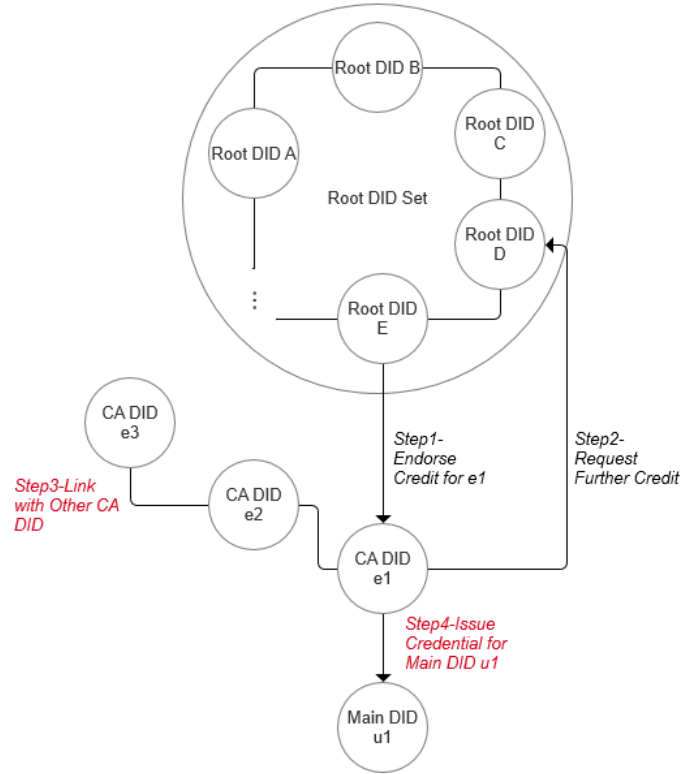 Root DID B
Root DID
C
Root DID A
Root DID Set
Root DID
D
⋮
Root DID
E
CA DID
e3
Step1-
Endorse
Credit for e1
Step2-
Request
Further Credit
Step3-Link
with Other CA
DID
CA DID
e2
CA DID
e1
Step4-Issue
Credential for
Main DID u1
Main DID
u1